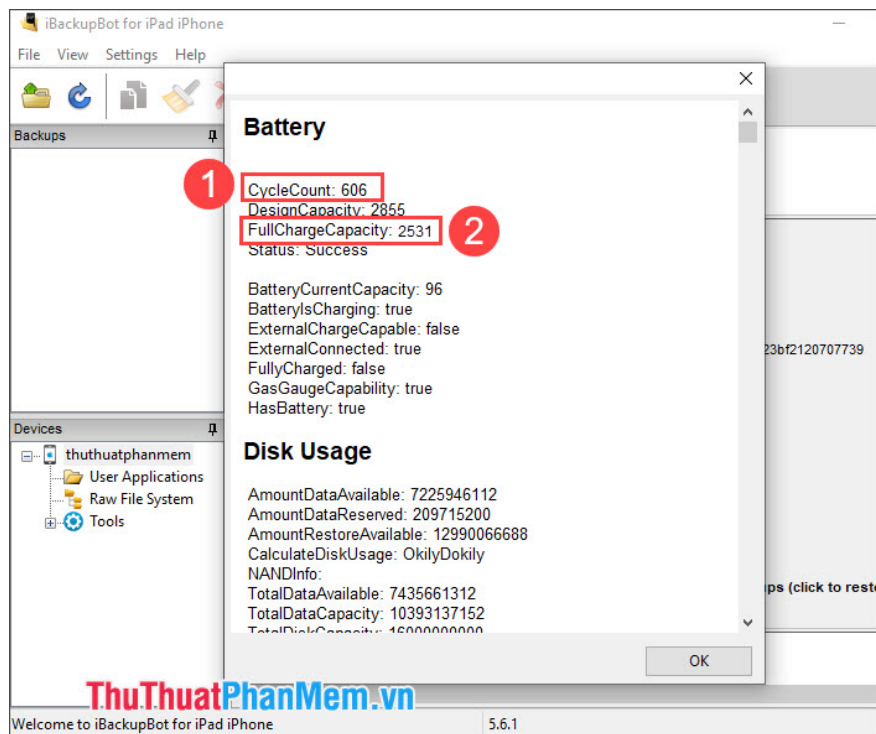 iBackupBot for iPad iPhone
File View Settings Help
Backups
Battery
1
CycleCount: 606
DesignCapacity: 2855
FullChargeCapacity: 2531
2
Status: Success
BatteryCurrentCapacity: 96
BatteryIsCharging: true
ExternalChargeCapable: false
ExternalConnected: true
23bf2120707739
FullyCharged: false
GasGaugeCapability: true
HasBattery: true
Devices
thuthuatphanmem
User Applications
Raw File System
Tools
Disk Usage
AmountDataAvailable: 7225946112
AmountDataReserved: 209715200
AmountRestoreAvailable: 12990066688
CalculateDiskUsage: OkilyDokily
NANDInfo:
TotalDataAvailable: 7435661312
TotalDataCapacity: 10393137152
TotalDiskCapacity: 16000000000
ips (click to resto
OK
ThuThuatPhanMem.vn
Welcome to iBackupBot for iPad iPhone
5.6.1